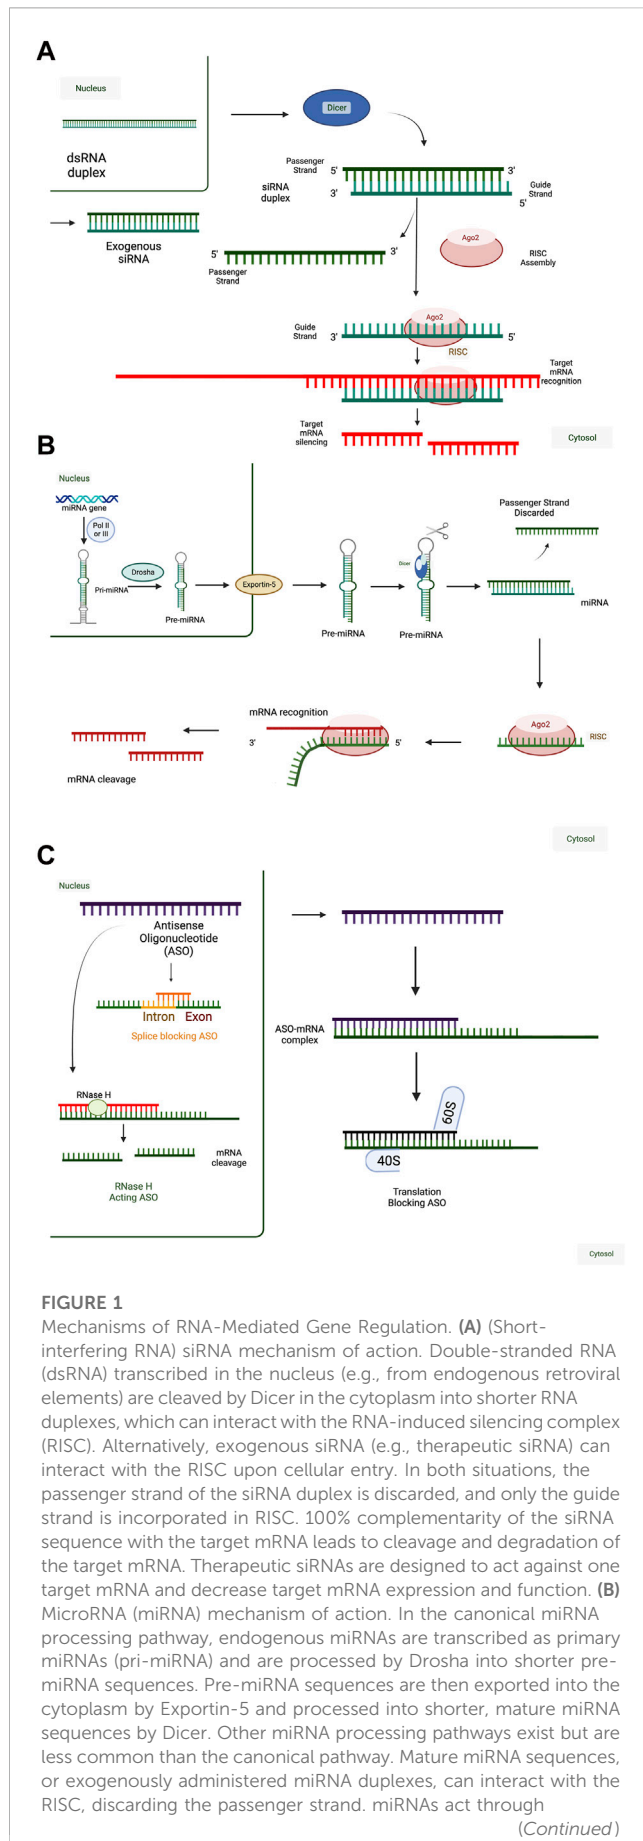 A
Nucleus
dsRNA
duplex
Dicer
Passenger
Strand
5'
3'
siRNA
duplex
3'
Guide
Strand
5'
Exogenous
siRNA
5'
3'
Passenger
Strand
Ago2
RISC
Assembly
Ago2
Guide
Strand
3'
5'
RISC
Target
mRNA
recognition
Target
mRNA
silencing
Cytosol
B
Nucleus
miRNA gene
Pol II
or III
Pri-miRNA
Drosha
Pre-miRNA
Exportin-5
Pre-miRNA
Dicer
Pre-miRNA
Passenger Strand
Discarded
miRNA
Ago2
RISC
mRNA recognition
3'
5'
mRNA cleavage
Cytosol
C
Nucleus
Antisense
Oligonucleotide
(ASO)
Intron Exon
Splice blocking ASO
RNase H
mRNA
cleavage
RNase H
Acting ASO
ASO-mRNA
complex
60S
40S
Translation
Blocking ASO
Cytosol
FIGURE 1
Mechanisms of RNA-Mediated Gene Regulation. (A) (Short-
interfering RNA) siRNA mechanism of action. Double-stranded RNA
(dsRNA) transcribed in the nucleus (e.g., from endogenous retroviral
elements) are cleaved by Dicer in the cytoplasm into shorter RNA
duplexes, which can interact with the RNA-induced silencing complex
(RISC). Alternatively, exogenous siRNA (e.g., therapeutic siRNA) can
interact with the RISC upon cellular entry. In both situations, the
passenger strand of the siRNA duplex is discarded, and only the guide
strand is incorporated in RISC. 100% complementarity of the siRNA
sequence with the target mRNA leads to cleavage and degradation of
the target mRNA. Therapeutic siRNAs are designed to act against one
target mRNA and decrease target mRNA expression and function. (B)
MicroRNA (miRNA) mechanism of action. In the canonical miRNA
processing pathway, endogenous miRNAs are transcribed as primary
miRNAs (pri-miRNA) and are processed by Drosha into shorter pre-
miRNA sequences. Pre-miRNA sequences are then exported into the
cytoplasm by Exportin-5 and processed into shorter, mature miRNA
sequences by Dicer. Other miRNA processing pathways exist but are
less common than the canonical pathway. Mature miRNA sequences,
or exogenously administered miRNA duplexes, can interact with the
RISC, discarding the passenger strand. miRNAs act through
(Continued)